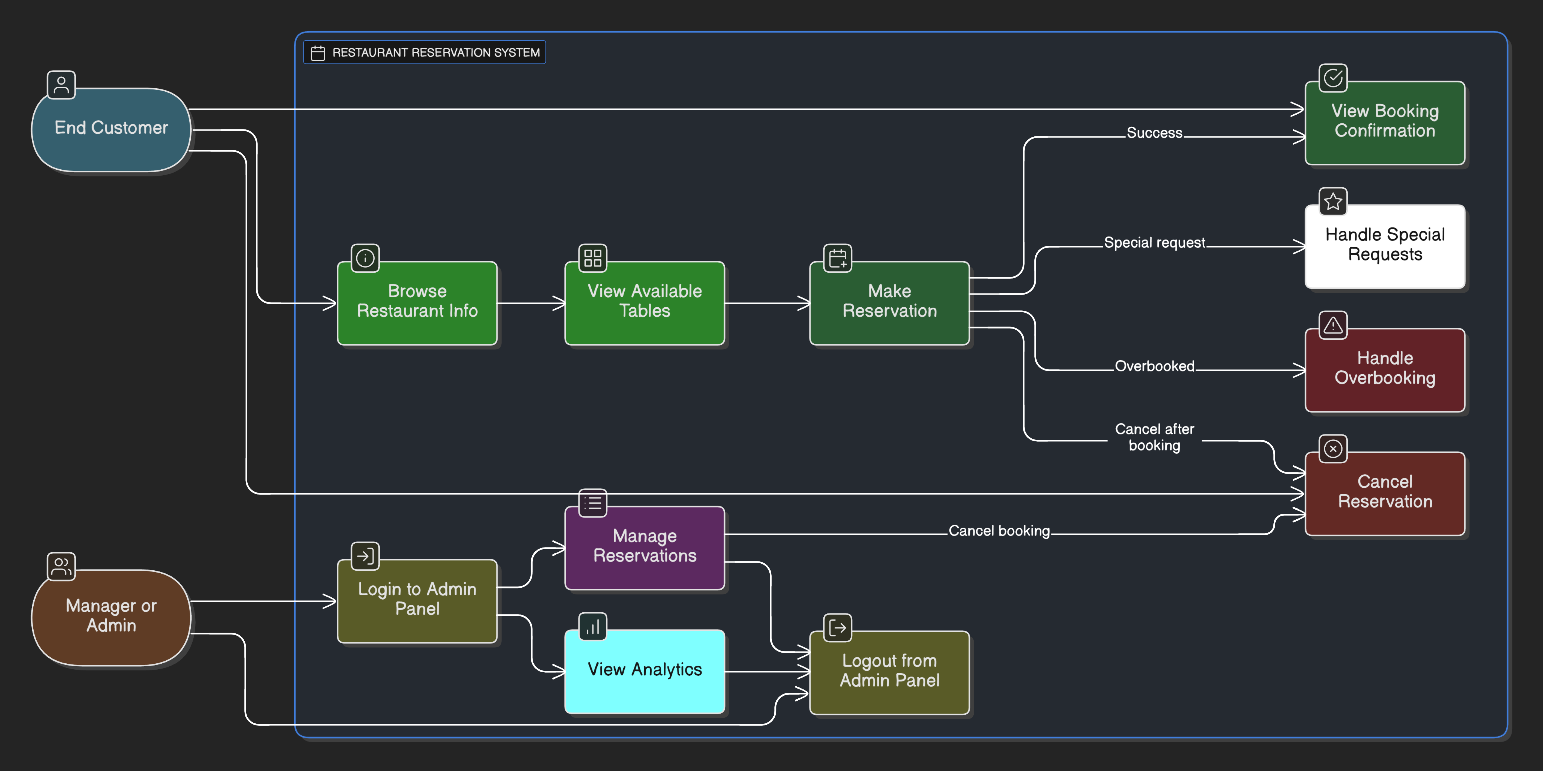 RESTAURANT RESERVATION SYSTEM
End Customer
View Booking
Confirmation
Success
Special request
Handle Special
Requests
Browse
Restaurant Info
View Available
Tables
Make
Reservation
Overbooked
Handle
Overbooking
Cancel after
booking
Cancel
Reservation
Manage
Reservations
Cancel booking
Manager or
Admin
Login to Admin
Panel
View Analytics
Logout from
Admin Panel